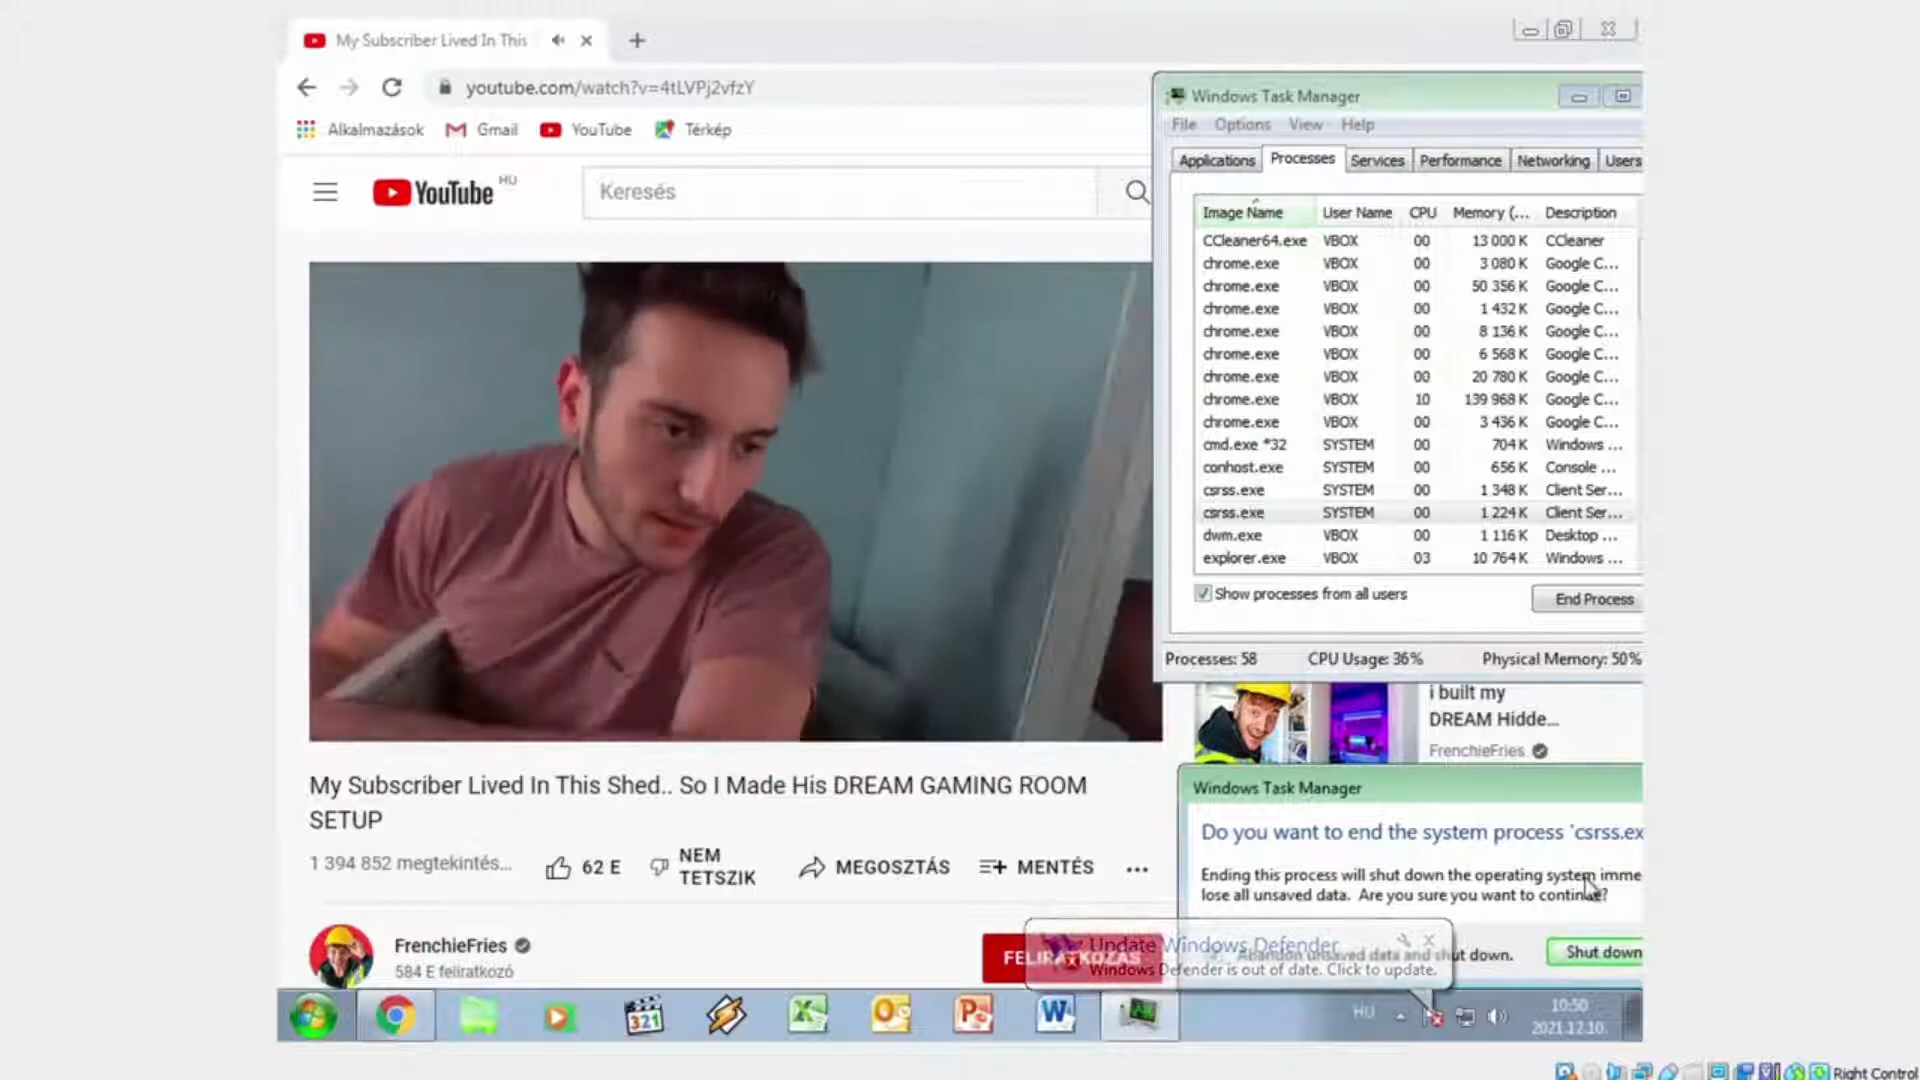 My Subscriber Lived In This
youtube.com/watch?v=4tLVPj2vfzY
Alkalmazások
Gmail
YouTube
Térkép
YouTube HU
Keresés
My Subscriber Lived In This Shed.. So I Made His DREAM GAMING ROOM
SETUP
1 394 852 megtekintés...
62 E
NEM
TETSZIK
MEGOSZTÁS
MENTÉS
FrenchieFries
584 E feliratkozó
FELIRATKOZÁS
Windows Task Manager
File Options View Help
Applications Processes Services Performance Networking Users
Image Name User Name CPU Memory (... Description
CCleaner64.exe VBOX 00 13 000 K CCleaner
chrome.exe VBOX 00 3 080 K Google C...
chrome.exe VBOX 00 50 356 K Google C...
chrome.exe VBOX 00 1 432 K Google C...
chrome.exe VBOX 00 8 136 K Google C...
chrome.exe VBOX 00 6 568 K Google C...
chrome.exe VBOX 00 20 780 K Google C...
chrome.exe VBOX 10 139 968 K Google C...
chrome.exe VBOX 00 3 436 K Google C...
cmd.exe *32 SYSTEM 00 704 K Windows ...
conhost.exe SYSTEM 00 656 K Console ...
csrss.exe SYSTEM 00 1 348 K Client Ser...
csrss.exe SYSTEM 00 1 224 K Client Ser...
dwm.exe VBOX 00 1 116 K Desktop ...
explorer.exe VBOX 03 10 764 K Windows ...
Show processes from all users
End Process
Processes: 58 CPU Usage: 36% Physical Memory: 50%
i built my
DREAM Hidde...
FrenchieFries
Windows Task Manager
Do you want to end the system process 'csrss.ex
Ending this process will shut down the operating system imme
lose all unsaved data. Are you sure you want to continue?
Abandon unsaved data and shut down.
Shut down
Update Windows Defender
Windows Defender is out of date. Click to update.
321
HU
10:50
2021.12.10.
Right Control